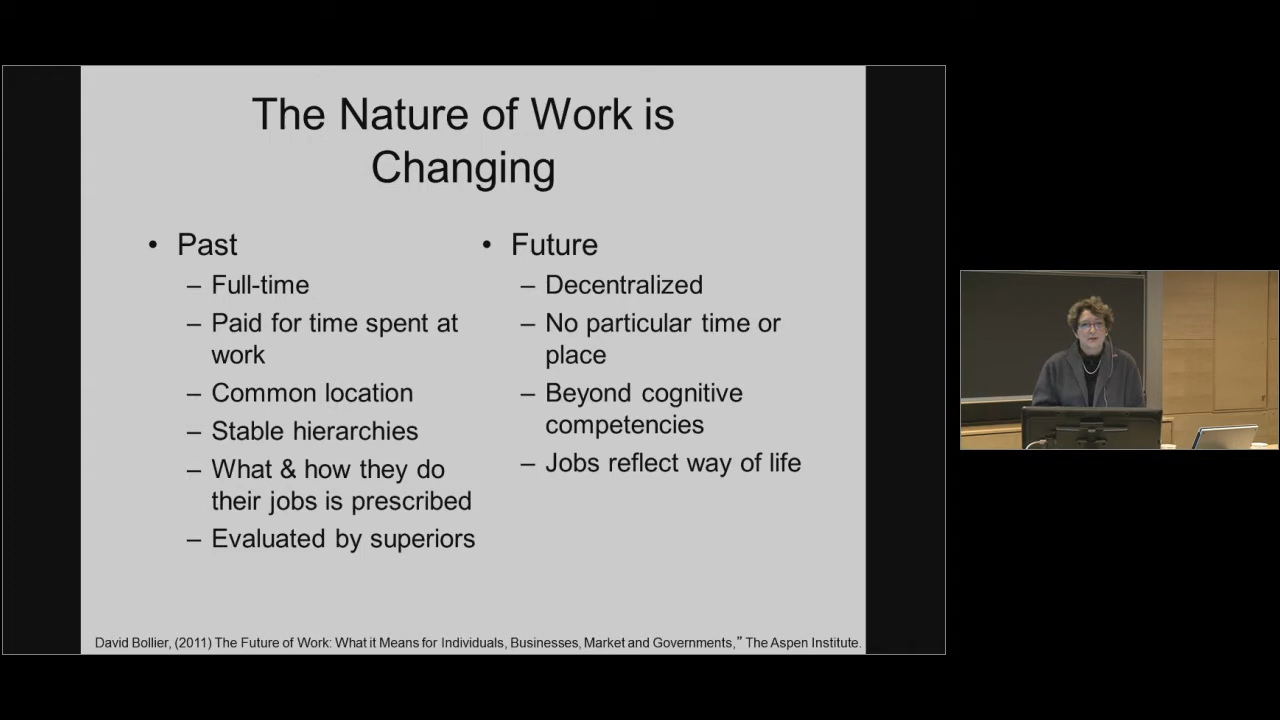 The Nature of Work is
Changing
• Past
– Full-time
– Paid for time spent at
work
– Common location
– Stable hierarchies
– What & how they do
their jobs is prescribed
– Evaluated by superiors
• Future
– Decentralized
– No particular time or
place
– Beyond cognitive
competencies
– Jobs reflect way of life
David Bollier, (2011) The Future of Work: What it Means for Individuals, Businesses, Market and Governments,” The Aspen Institute.